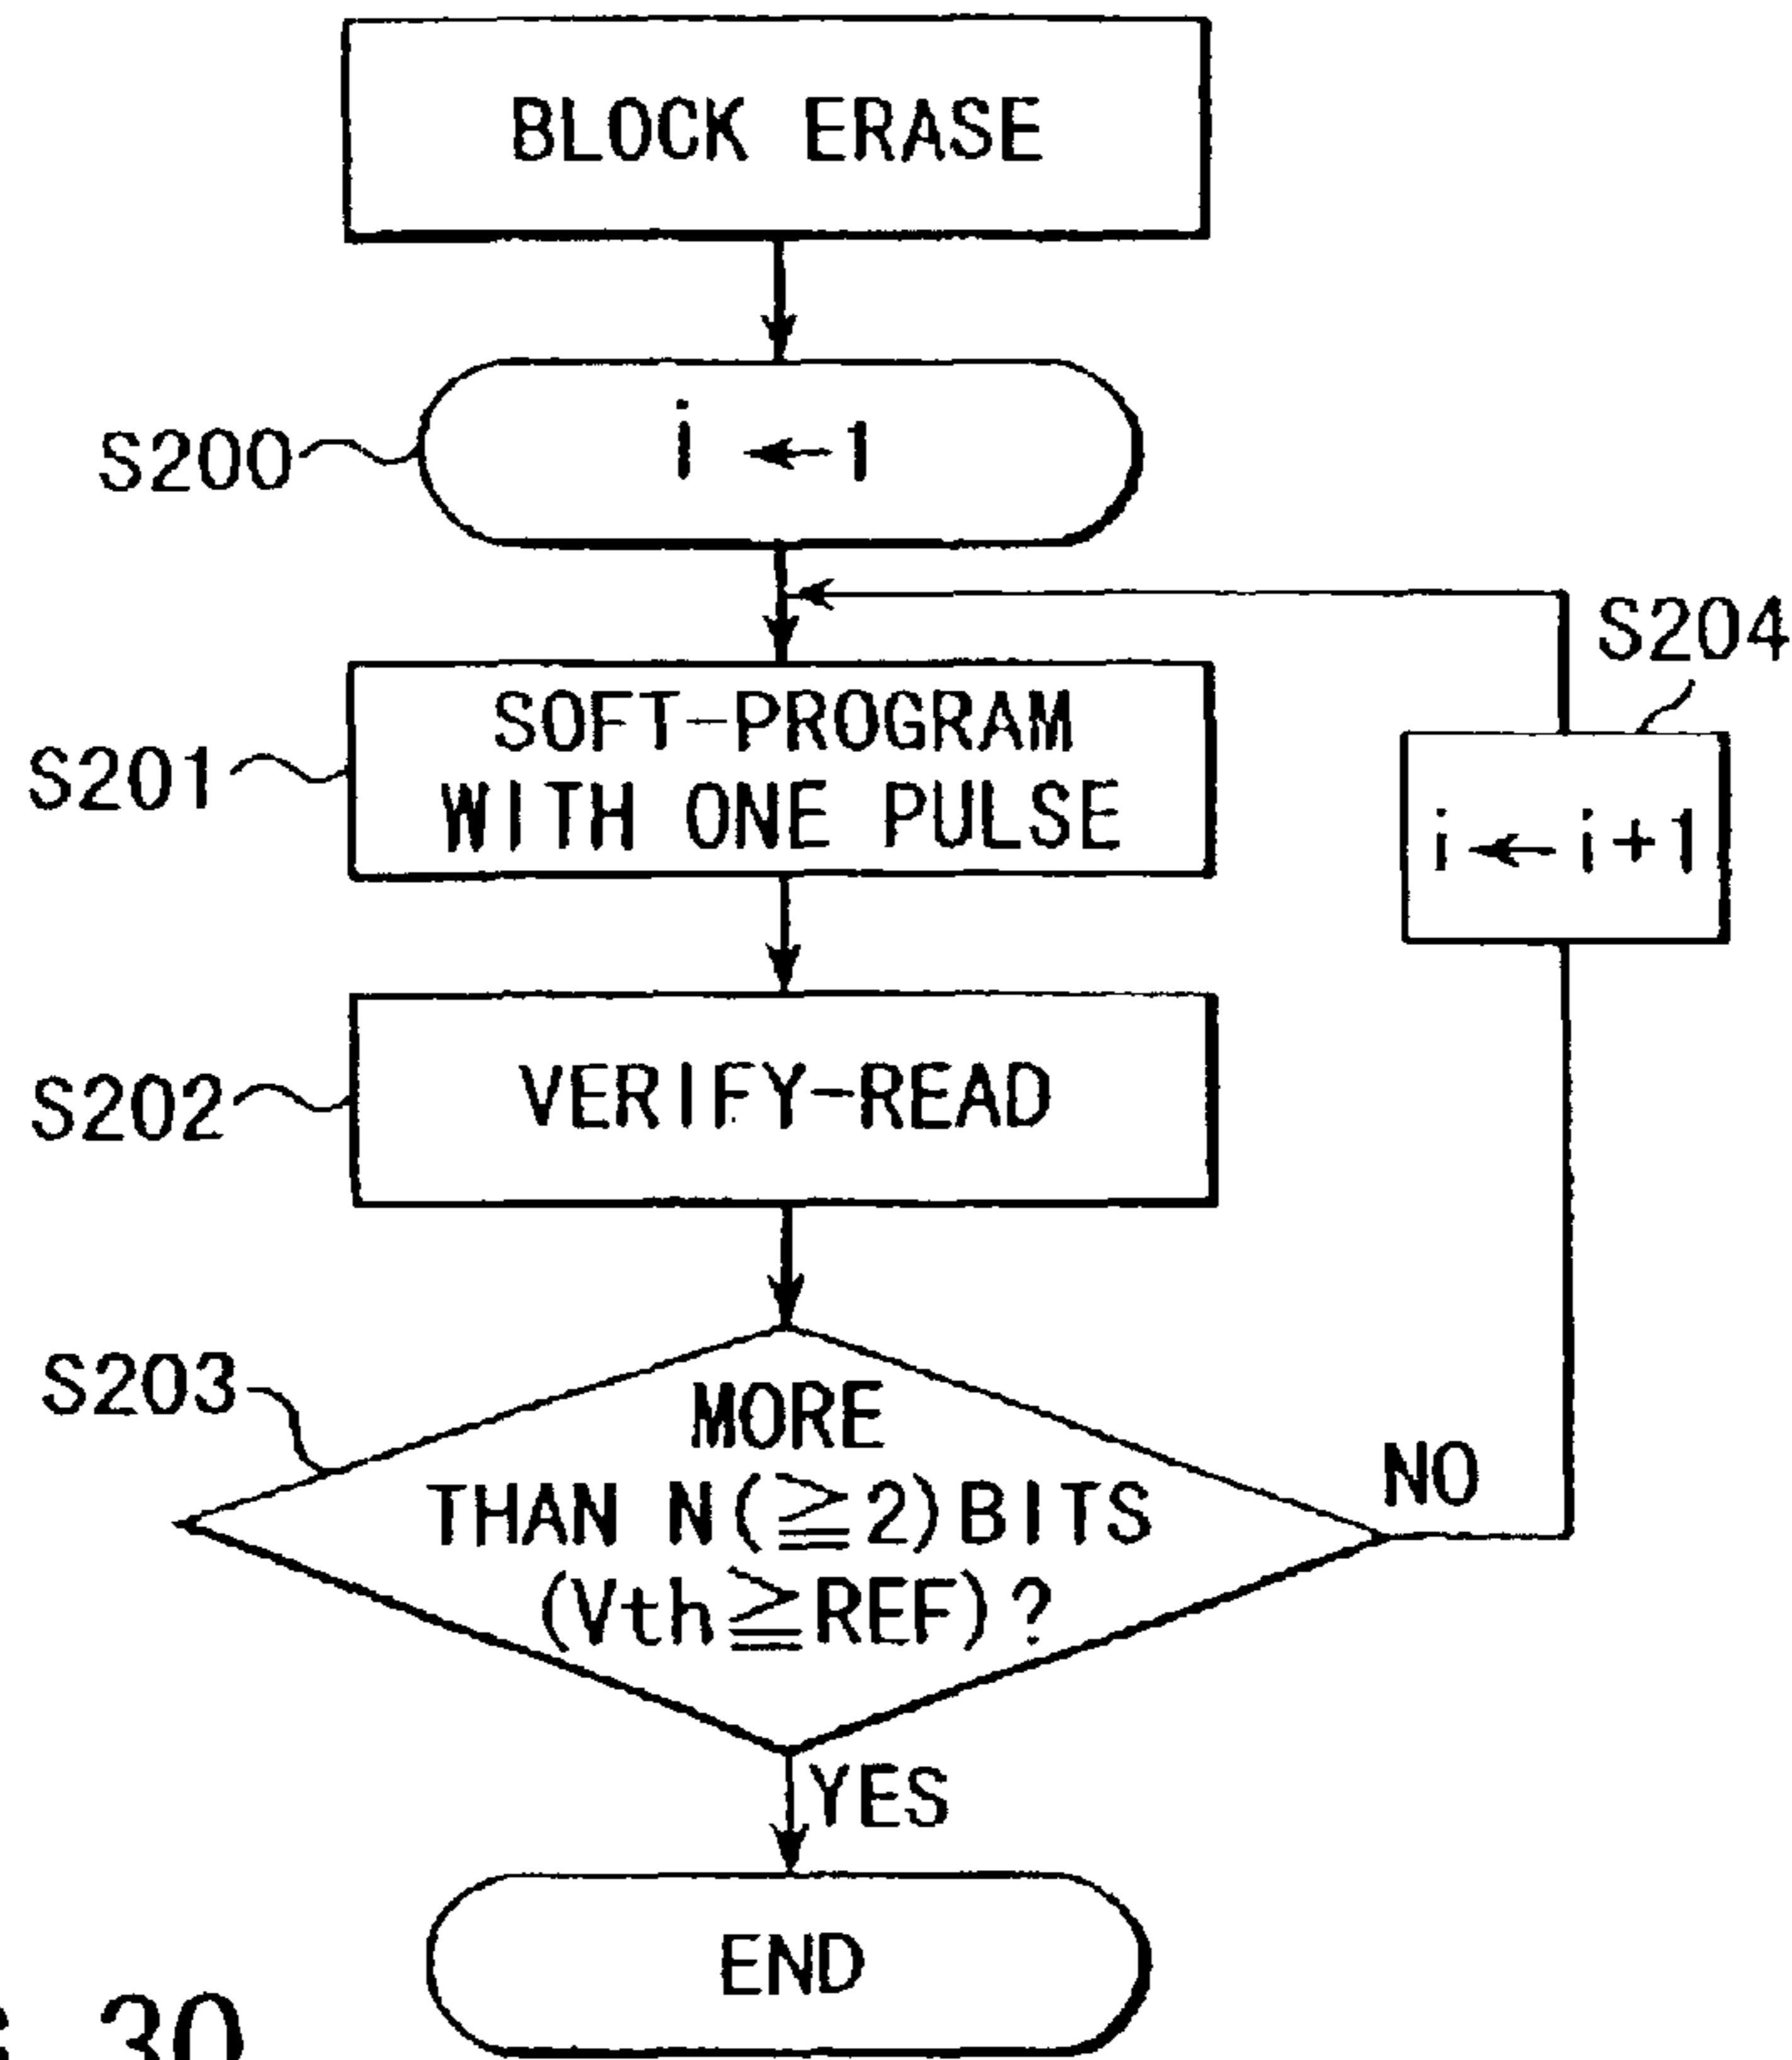 BLOCK ERASE
S200
i ← 1
S204
SOFT-PROGRAM
WITH ONE PULSE
S201
i ← i+1
VERIFY-READ
S202
S203
MORE
THAN N(≧2)BITS
(Vth≧REF)?
NO
YES
END
30